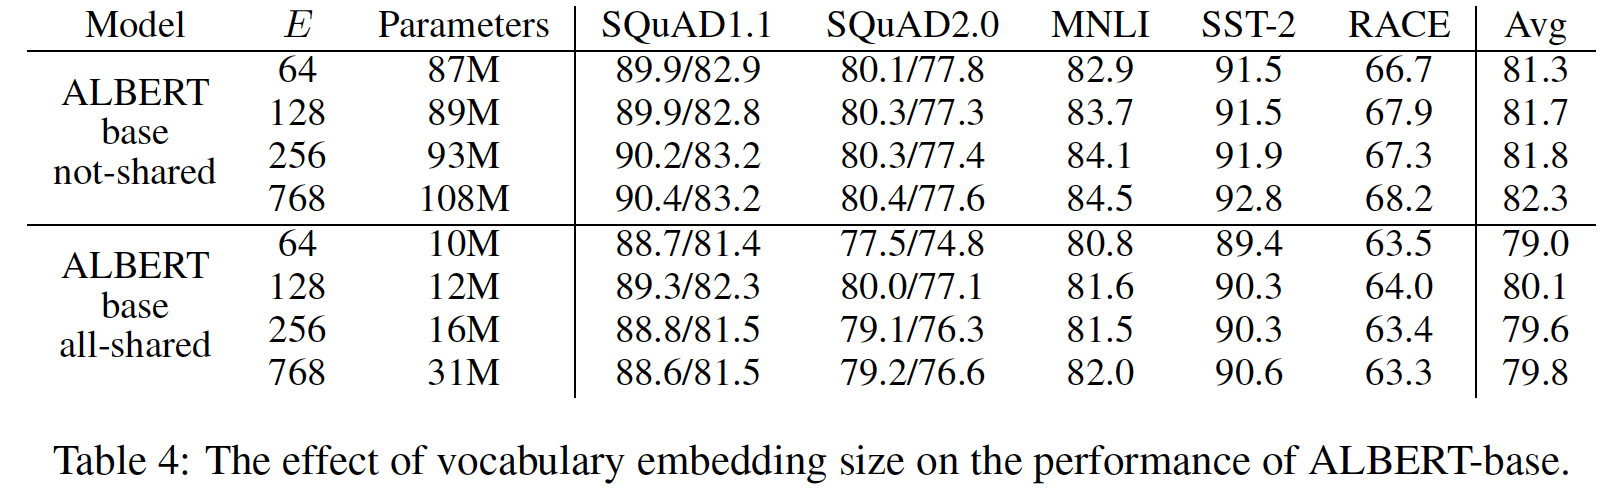 Model E Parameters SQuAD1.1 SQuAD2.0 MNLI SST-2 RACE Avg
ALBERT base not-shared 64 87M 89.9/82.9 80.1/77.8 82.9 91.5 66.7 81.3
128 89M 89.9/82.8 80.3/77.3 83.7 91.5 67.9 81.7
256 93M 90.2/83.2 80.3/77.4 84.1 91.9 67.3 81.8
768 108M 90.4/83.2 80.4/77.6 84.5 92.8 68.2 82.3
ALBERT base all-shared 64 10M 88.7/81.4 77.5/74.8 80.8 89.4 63.5 79.0
128 12M 89.3/82.3 80.0/77.1 81.6 90.3 64.0 80.1
256 16M 88.8/81.5 79.1/76.3 81.5 90.3 63.4 79.6
768 31M 88.6/81.5 79.2/76.6 82.0 90.6 63.3 79.8
Table 4: The effect of vocabulary embedding size on the performance of ALBERT-base.